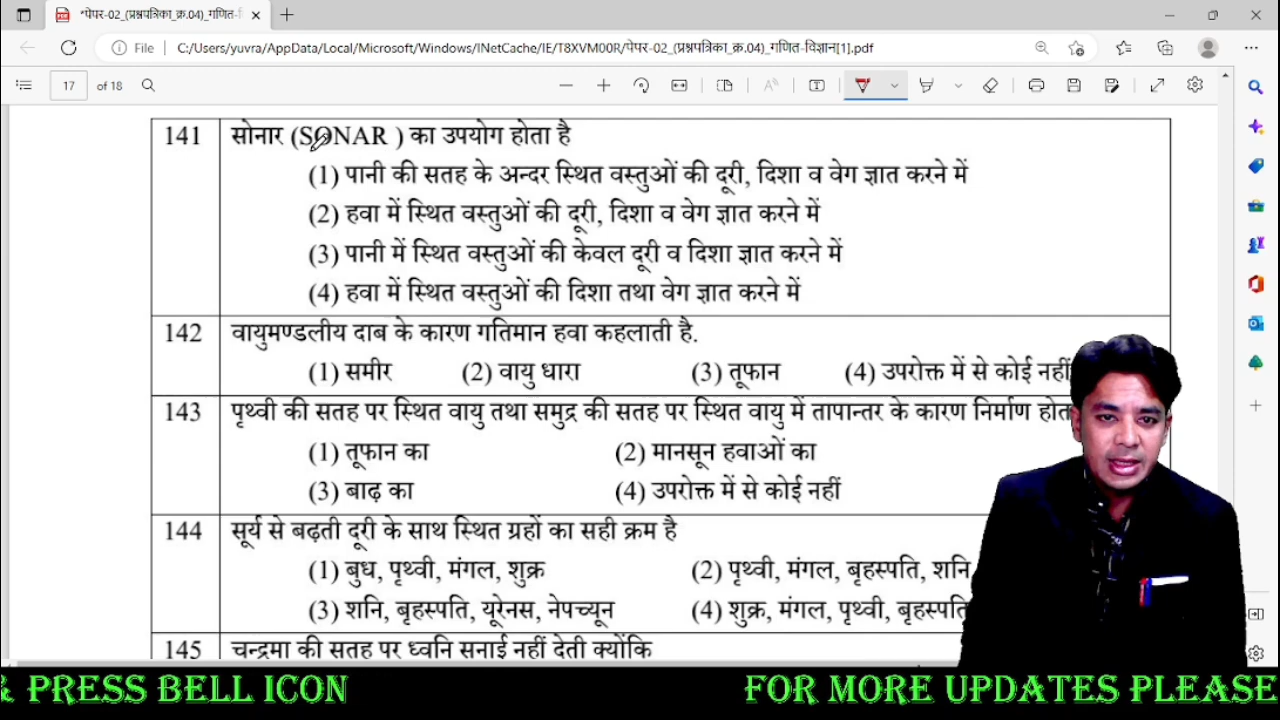 *पेपर-02_(प्रश्नपत्रिका_क्र.04)_गणित-वि
File C:/Users/yuvra/AppData/Local/Microsoft/Windows/INetCache/IE/T8XVM00R/पेपर-02_(प्रश्नपत्रिका_क्र.04)_गणित-विज्ञान[1].pdf
17 of 18
141 सोनार (SONAR ) का उपयोग होता है
(1) पानी की सतह के अन्दर स्थित वस्तुओं की दूरी, दिशा व वेग ज्ञात करने में
(2) हवा में स्थित वस्तुओं की दूरी, दिशा व वेग ज्ञात करने में
(3) पानी में स्थित वस्तुओं की केवल दूरी व दिशा ज्ञात करने में
(4) हवा में स्थित वस्तुओं की दिशा तथा वेग ज्ञात करने में
142 वायुमण्डलीय दाब के कारण गतिमान हवा कहलाती है.
(1) समीर (2) वायु धारा (3) तूफान (4) उपरोक्त में से कोई नहीं
143 पृथ्वी की सतह पर स्थित वायु तथा समुद्र की सतह पर स्थित वायु में तापान्तर के कारण निर्माण होत
(1) तूफान का (2) मानसून हवाओं का
(3) बाढ़ का (4) उपरोक्त में से कोई नहीं
144 सूर्य से बढ़ती दूरी के साथ स्थित ग्रहों का सही क्रम है
(1) बुध, पृथ्वी, मंगल, शुक्र (2) पृथ्वी, मंगल, बृहस्पति, शनि
(3) शनि, बृहस्पति, यूरेनस, नेपच्यून (4) शुक्र, मंगल, पृथ्वी, बृहस्पति
145 चन्द्रमा की सतह पर ध्वनि सुनाई नहीं देती क्योंकि
& PRESS BELL ICON FOR MORE UPDATES PLEASE